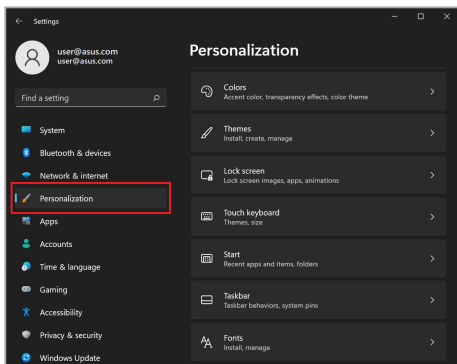 Settings
user@asus.com
user@asus.com
Find a setting
System
Bluetooth & devices
Network & internet
Personalization
Apps
Accounts
Time & language
Gaming
Accessibility
Privacy & security
Windows Update
Personalization
Colors
Accent color, transparency effects, color theme
Themes
Install, create, manage
Lock screen
Lock screen images, apps, animations
Touch keyboard
Themes, size
Start
Recent apps and items, folders
Taskbar
Taskbar behaviors, system pins
Fonts
Install, manage